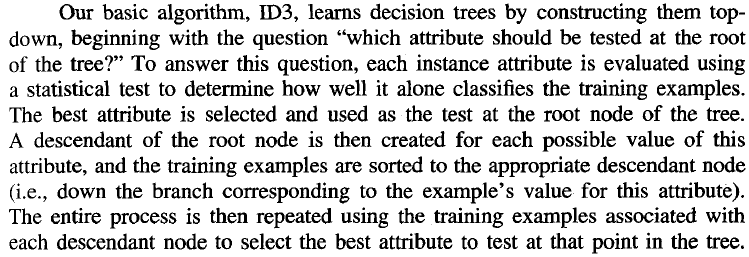 Our basic algorithm, ID3, learns decision trees by constructing them top-
down, beginning with the question “which attribute should be tested at the root
of the tree?” To answer this question, each instance attribute is evaluated using
a statistical test to determine how well it alone classifies the training examples.
The best attribute is selected and used as the test at the root node of the tree.
A descendant of the root node is then created for each possible value of this
attribute, and the training examples are sorted to the appropriate descendant node
(i.e., down the branch corresponding to the example’s value for this attribute).
The entire process is then repeated using the training examples associated with
each descendant node to select the best attribute to test at that point in the tree.